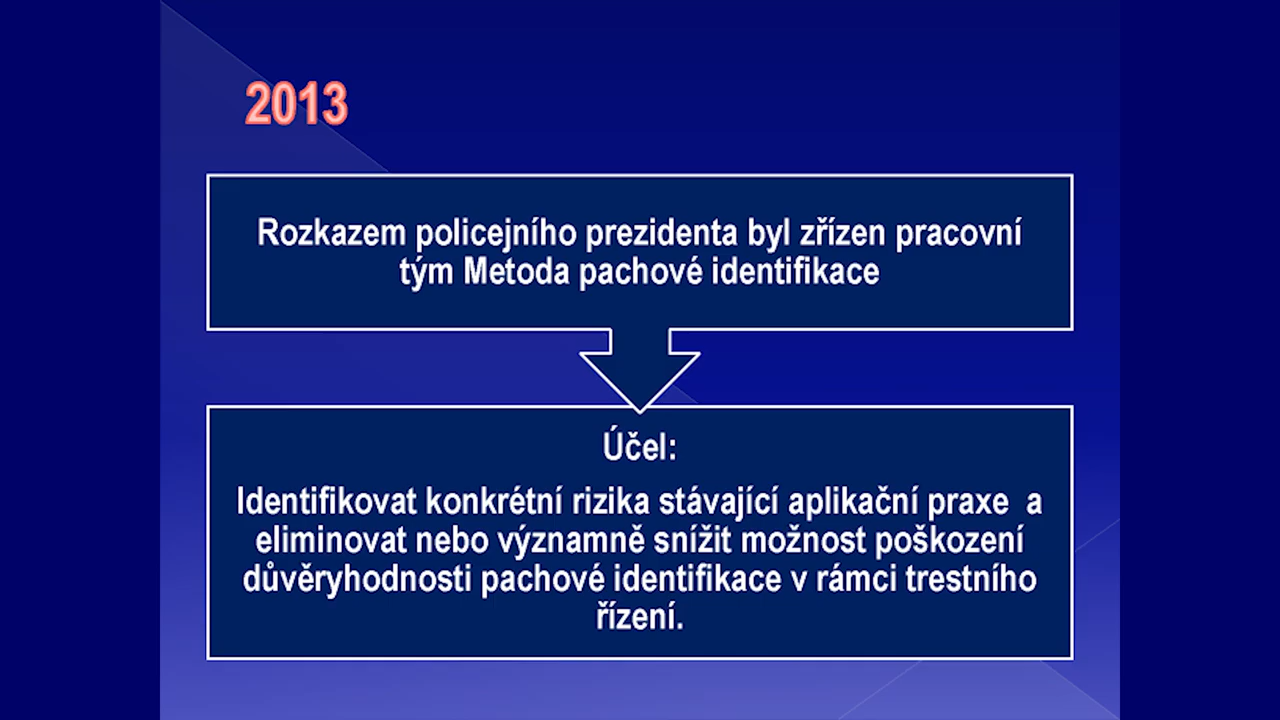 2013
Rozkazem policejního prezidenta byl zřízen pracovní
tým Metoda pachové identifikace
Účel:
Identifikovat konkrétní rizika stávající aplikační praxe  a
eliminovat nebo významně snížit možnost poškození
důvěryhodnosti pachové identifikace v rámci trestního
řízení.